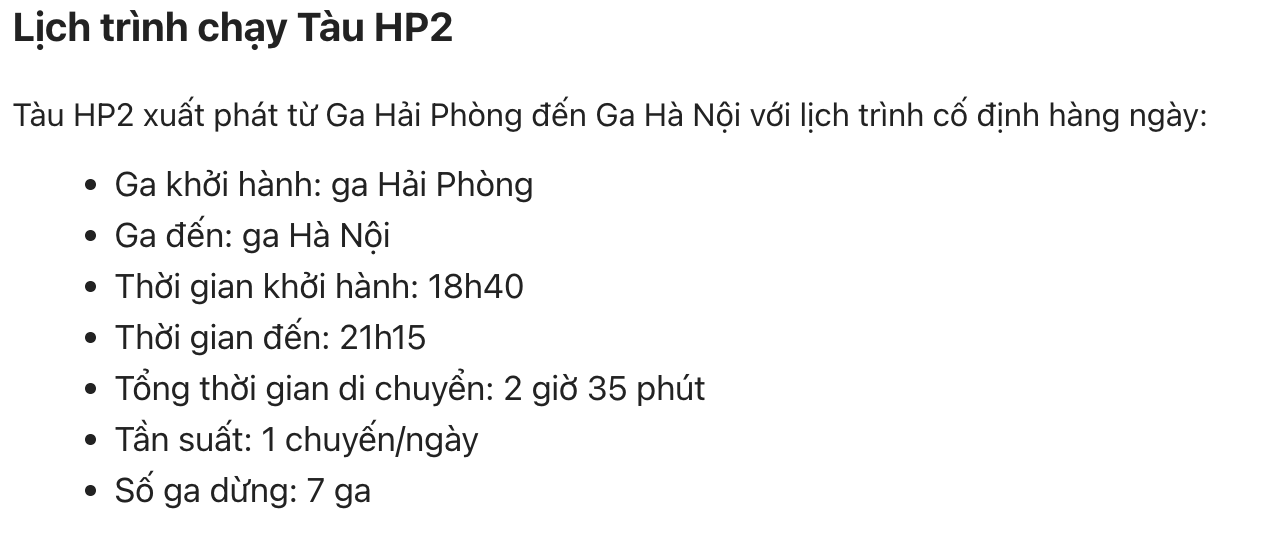 Lịch trình chạy Tàu HP2
Tàu HP2 xuất phát từ Ga Hải Phòng đến Ga Hà Nội với lịch trình cố định hàng ngày:
• Ga khởi hành: ga Hải Phòng
• Ga đến: ga Hà Nội
• Thời gian khởi hành: 18h40
• Thời gian đến: 21h15
• Tổng thời gian di chuyển: 2 giờ 35 phút
• Tần suất: 1 chuyến/ngày
• Số ga dừng: 7 ga